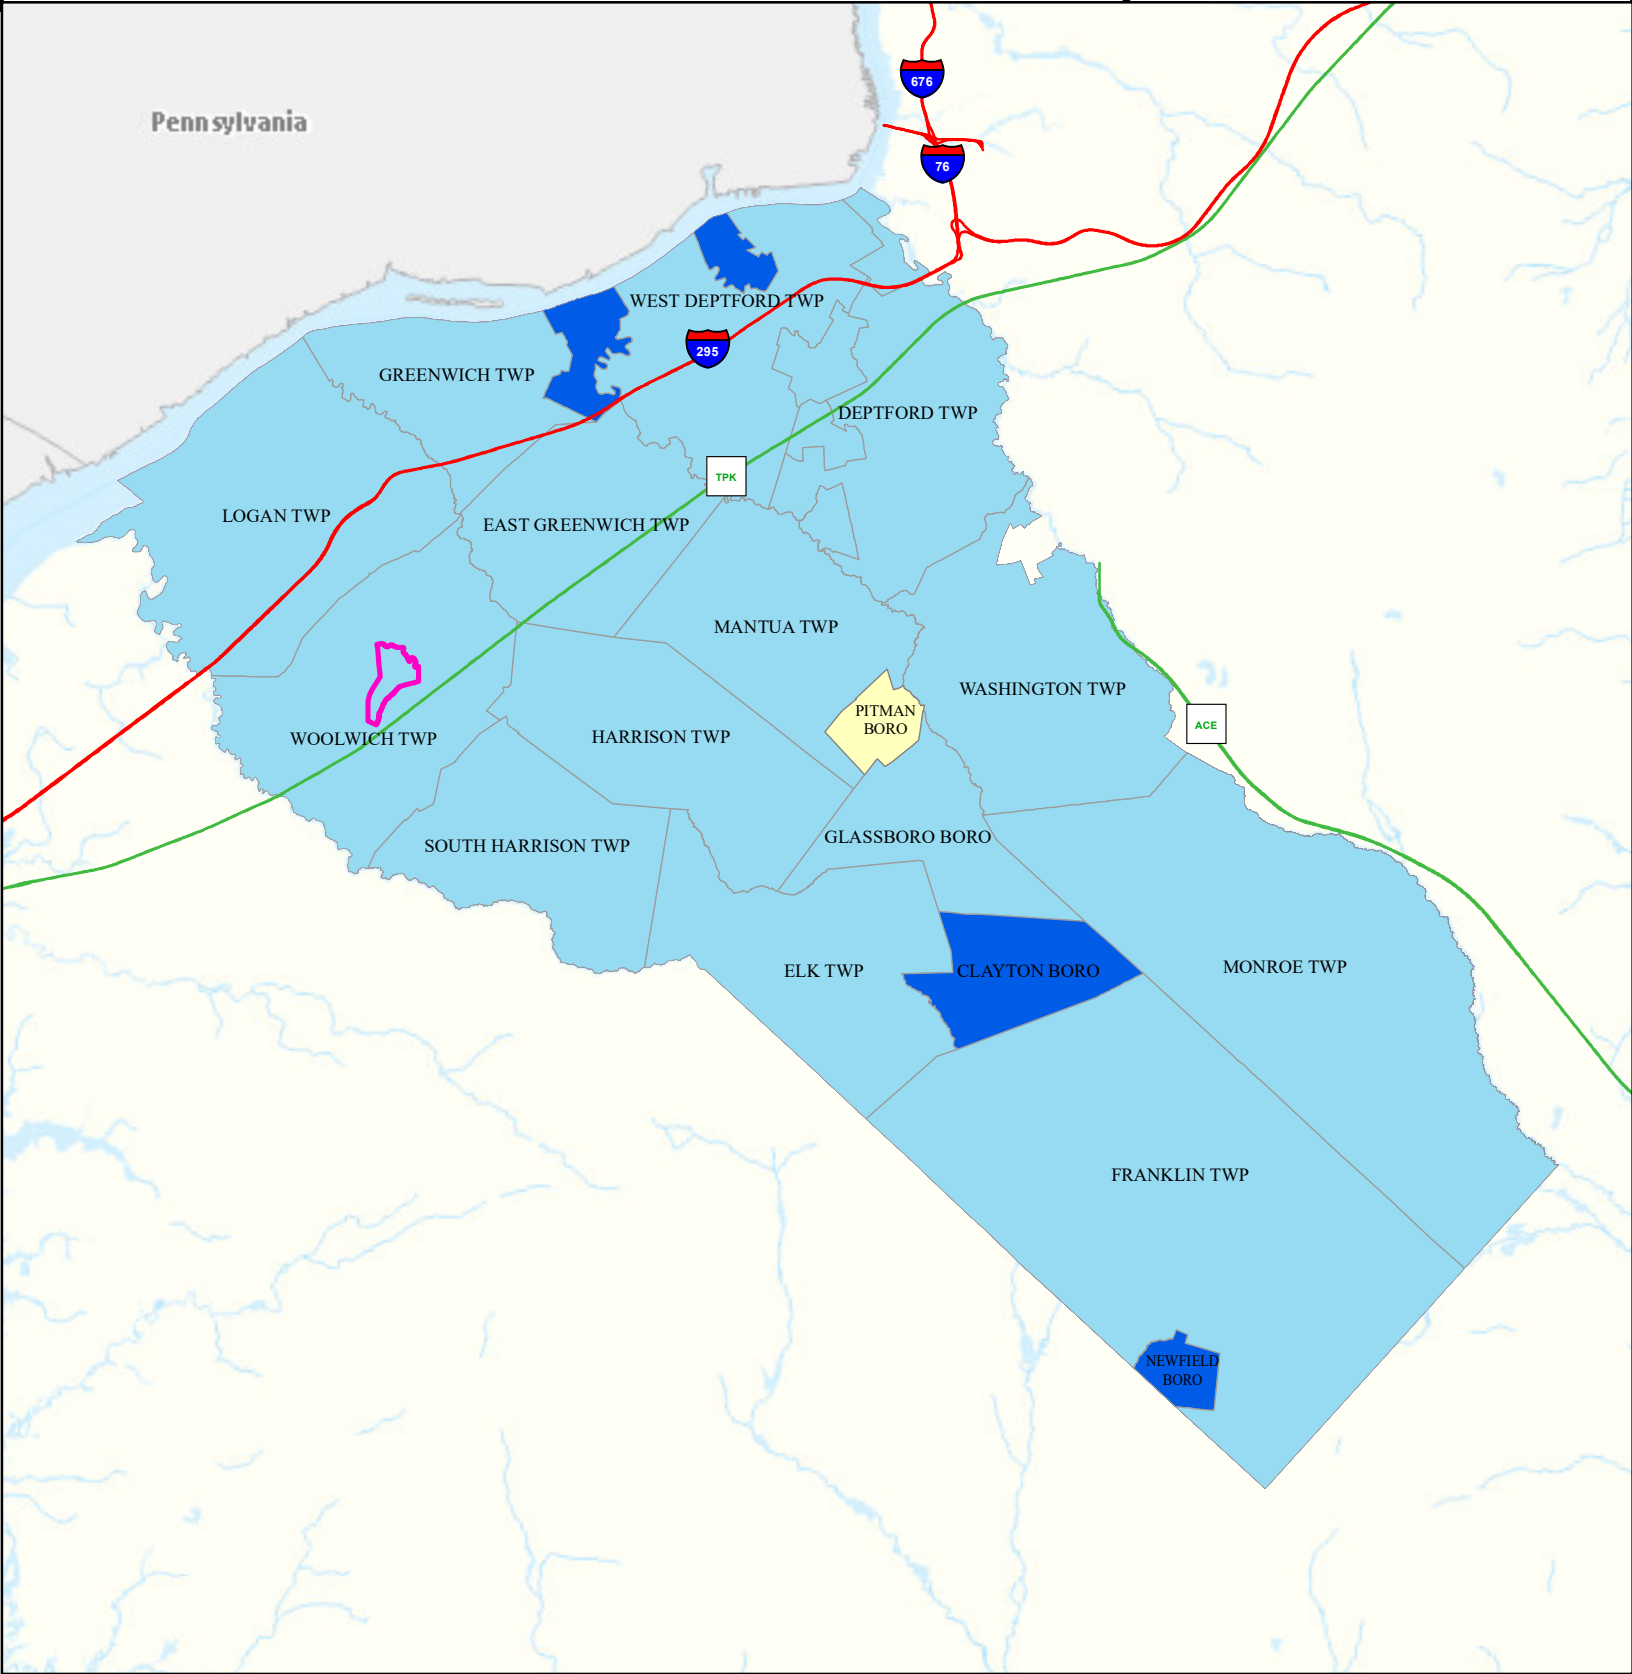 676
Pennsylvania
76
WEST DEPTFORD TWP
295
GREENWICH TWP
DEPTFORD TWP
TPK
LOGAN TWP
EAST GREENWICH TWP
MANTUA TWP
WASHINGTON TWP
PITMAN
BORO
ACE
WOOLWICH TWP
HARRISON TWP
GLASSBORO BORO
SOUTH HARRISON TWP
ELK TWP
CLAYTON BORO
MONROE TWP
FRANKLIN TWP
NEWFIELD
BORO